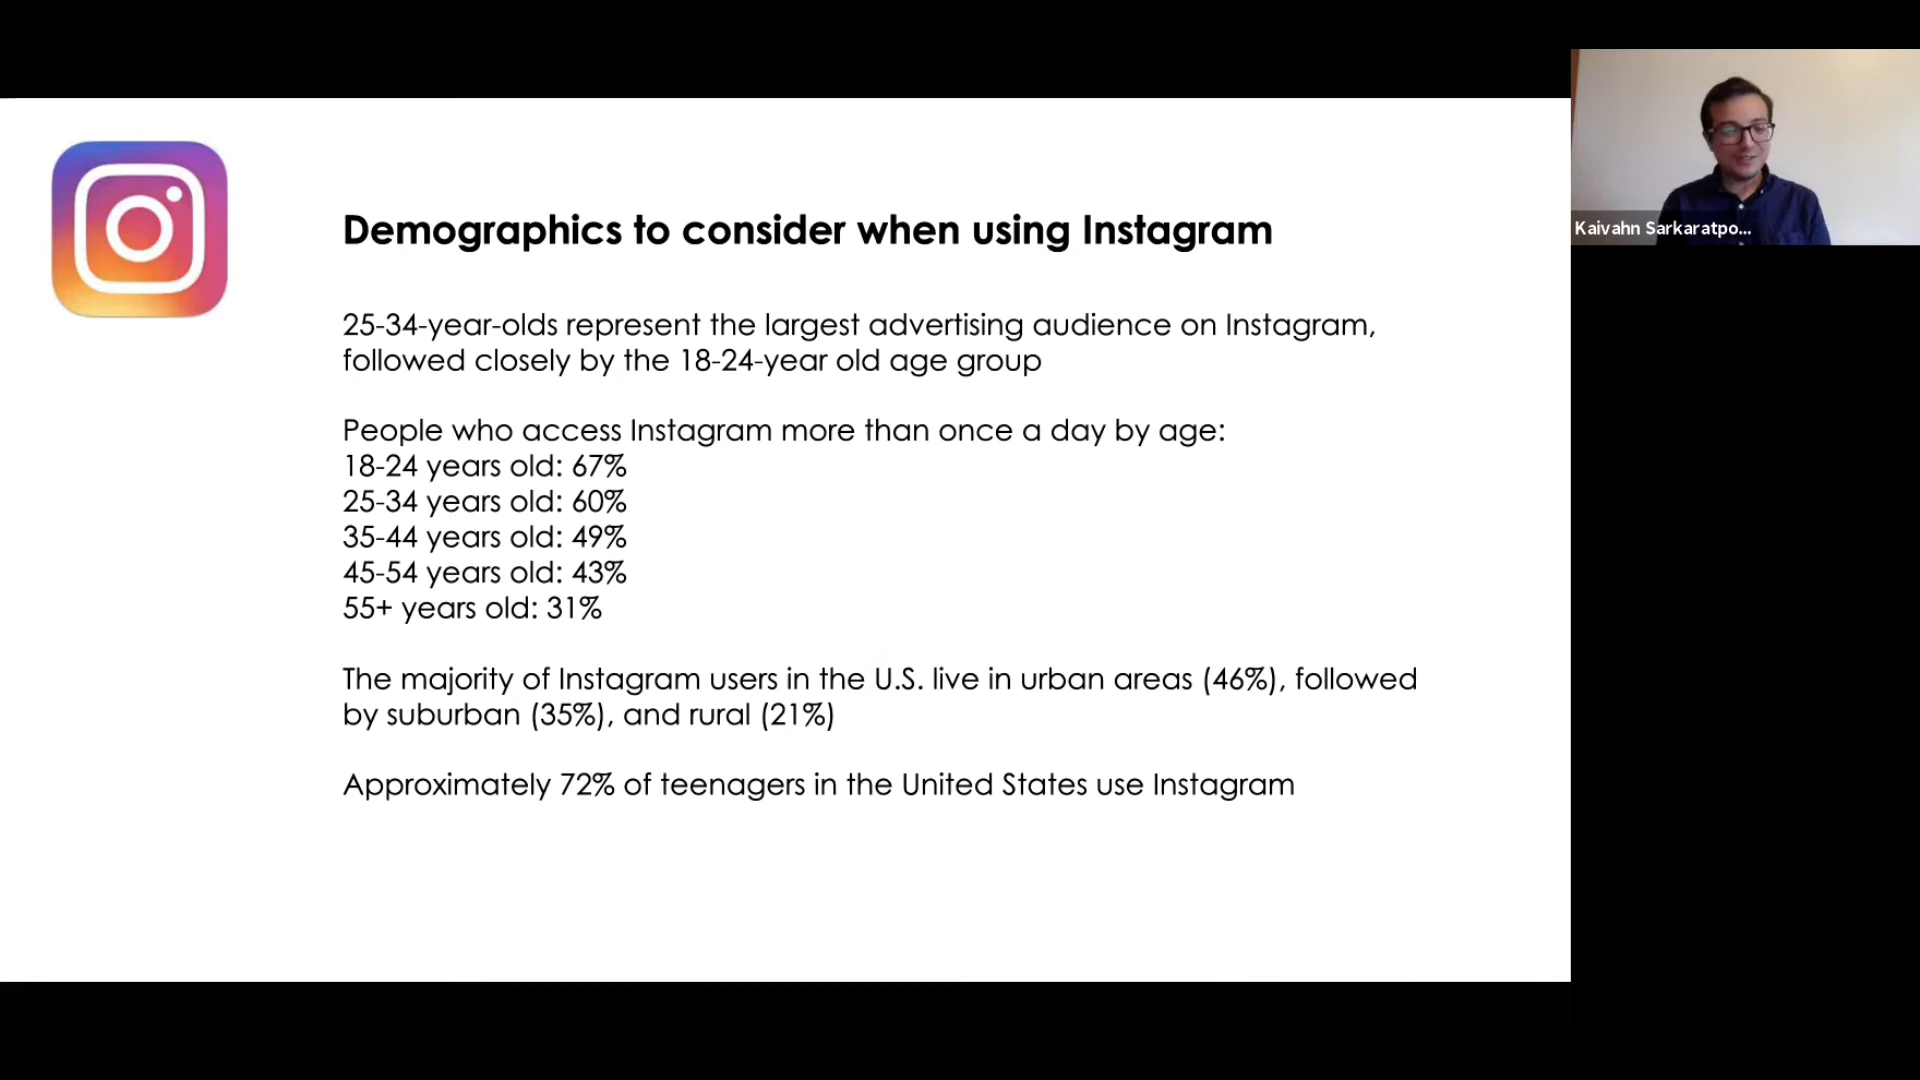 Demographics to consider when using Instagram
25-34-year-olds represent the largest advertising audience on Instagram,
followed closely by the 18-24-year old age group
People who access Instagram more than once a day by age:
18-24 years old: 67%
25-34 years old: 60%
35-44 years old: 49%
45-54 years old: 43%
55+ years old: 31%
The majority of Instagram users in the U.S. live in urban areas (46%), followed
by suburban (35%), and rural (21%)
Approximately 72% of teenagers in the United States use Instagram
Kaivahn Sarkaratpo...